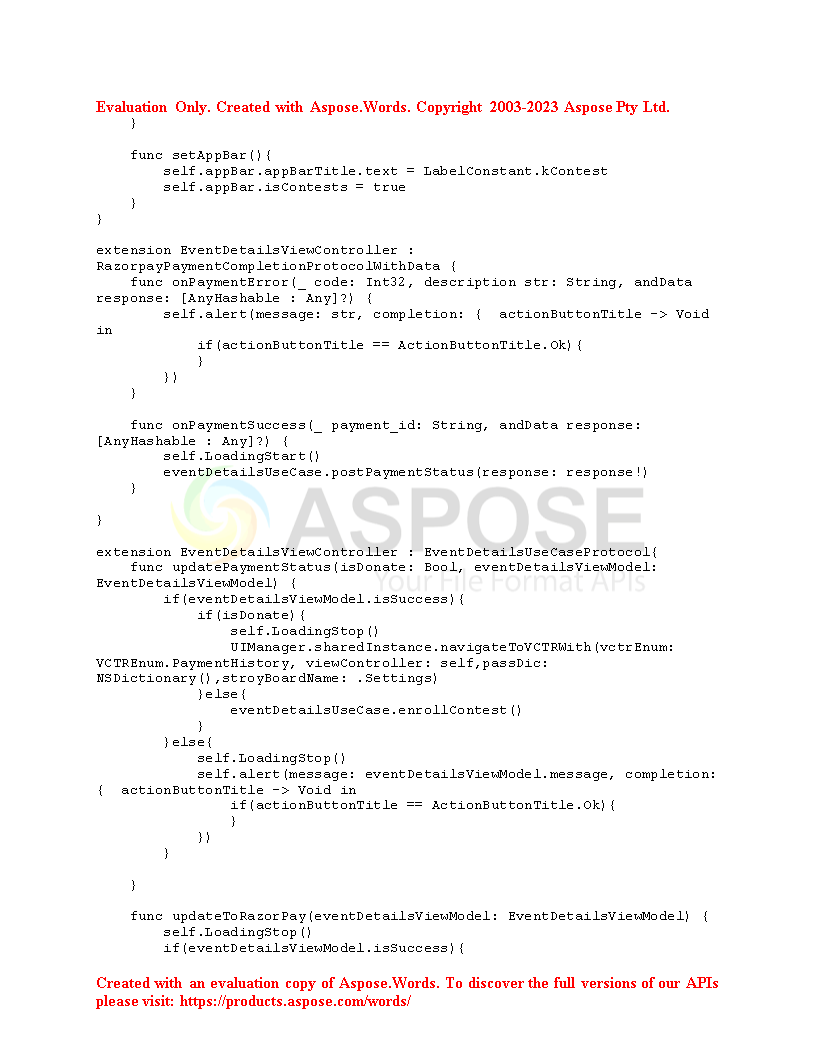 Evaluation Only. Created with Aspose.Words. Copyright 2003-2023 Aspose Pty Ltd.
    }

    func setAppBar(){
        self.appBar.appBarTitle.text = LabelConstant.kContest
        self.appBar.isContests = true
    }
}

extension EventDetailsViewController :
RazorpayPaymentCompletionProtocolWithData {
    func onPaymentError(_ code: Int32, description str: String, andData
response: [AnyHashable : Any]?) {
        self.alert(message: str, completion: {  actionButtonTitle -> Void
in
            if(actionButtonTitle == ActionButtonTitle.Ok){
            }
        })
    }

    func onPaymentSuccess(_ payment_id: String, andData response:
[AnyHashable : Any]?) {
        self.LoadingStart()
        eventDetailsUseCase.postPaymentStatus(response: response!)
    }

}
ASPOSE
Your File Format APIs

extension EventDetailsViewController : EventDetailsUseCaseProtocol{
    func updatePaymntStatus(isDonate: Bool, eventDetailsViewModel:
EventDetailsViewModel) {
        if(eventDetailsViewModel.isSuccess){
            if(isDonate){
                self.LoadingStop()
                UIManager.sharedInstance.navigateToVCTRWith(vctrEnum:
VCTREnum.PaymentHistory, viewController: self,passDic:
NSDictionary(),stroyBoardName: .Settings)
            }else{
                eventDetailsUseCase.enrollContest()
            }
        }else{
            self.LoadingStop()
            self.alert(message: eventDetailsViewModel.message, completion:
{  actionButtonTitle -> Void in
                if(actionButtonTitle == ActionButtonTitle.Ok){
                }
            })
        }

    }

    func updateToRazorPay(eventDetailsViewModel: EventDetailsViewModel) {
        self.LoadingStop()
        if(eventDetailsViewModel.isSuccess){
Created with an evaluation copy of Aspose.Words. To discover the full versions of our APIs
please visit: https://products.aspose.com/words/